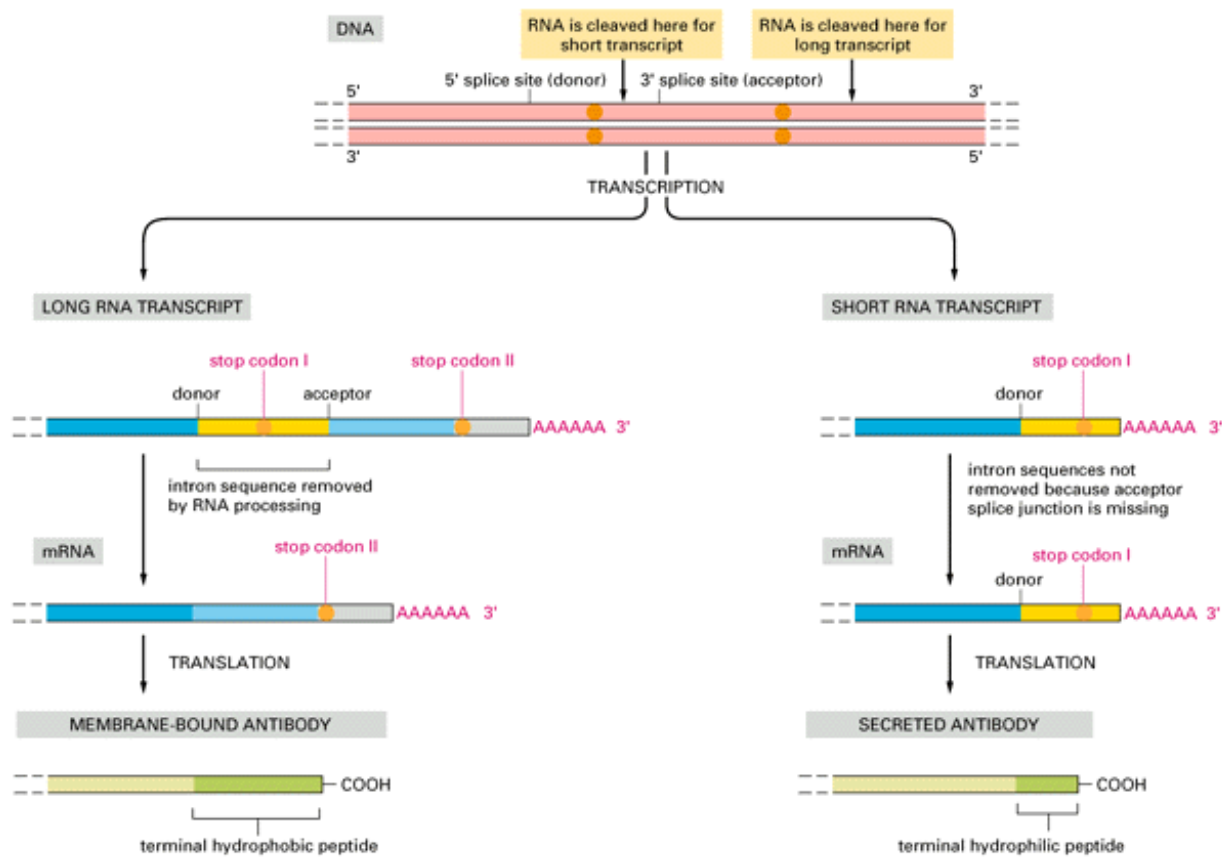 DNA
RNA is cleaved here for
short transcript
RNA is cleaved here for
long transcript
5' splice site (donor)
3' splice site (acceptor)
5'
3'
3'
5'
TRANSCRIPTION
LONG RNA TRANSCRIPT
stop codon I
stop codon II
donor
acceptor
AAAAAA 3'
intron sequence removed
by RNA processing
mRNA
stop codon II
AAAAAA 3'
TRANSLATION
MEMBRANE-BOUND ANTIBODY
COOH
terminal hydrophobic peptide
SHORT RNA TRANSCRIPT
stop codon I
donor
AAAAAA 3'
intron sequences not
removed because acceptor
splice junction is missing
mRNA
stop codon I
donor
AAAAAA 3'
TRANSLATION
SECRETED ANTIBODY
COOH
terminal hydrophilic peptide